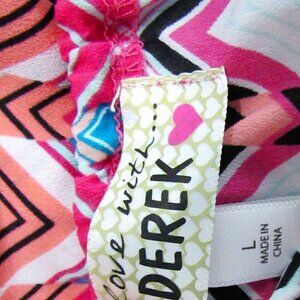 love with...
DEREK
L
MADE IN
CHINA